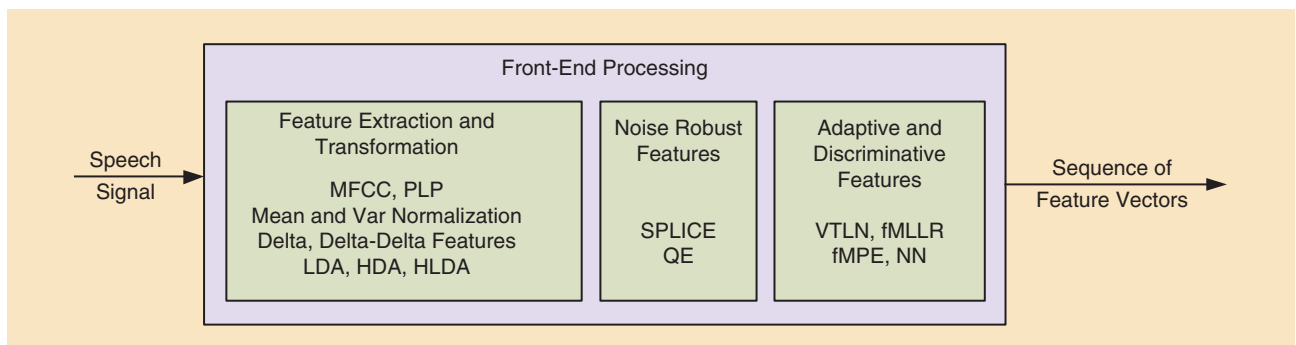 Front-End Processing
Speech
Signal
Feature Extraction and
Transformation
MFCC, PLP
Mean and Var Normalization
Delta, Delta-Delta Features
LDA, HDA, HLDA
Noise Robust
Features
SPLICE
QE
Adaptive and
Discriminative
Features
VTLN, fMLLR
fMPE, NN
Sequence of
Feature Vectors